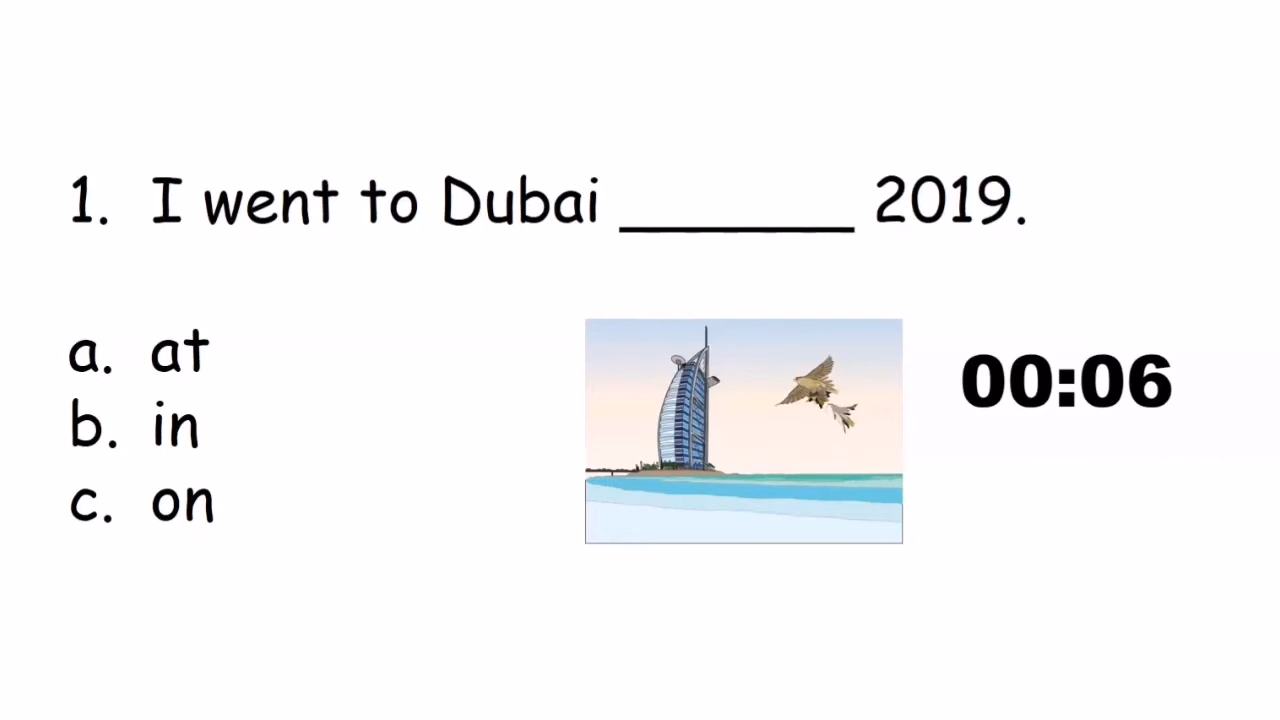 1. I went to Dubai _______ 2019.
a. at
b. in
c. on
00:06